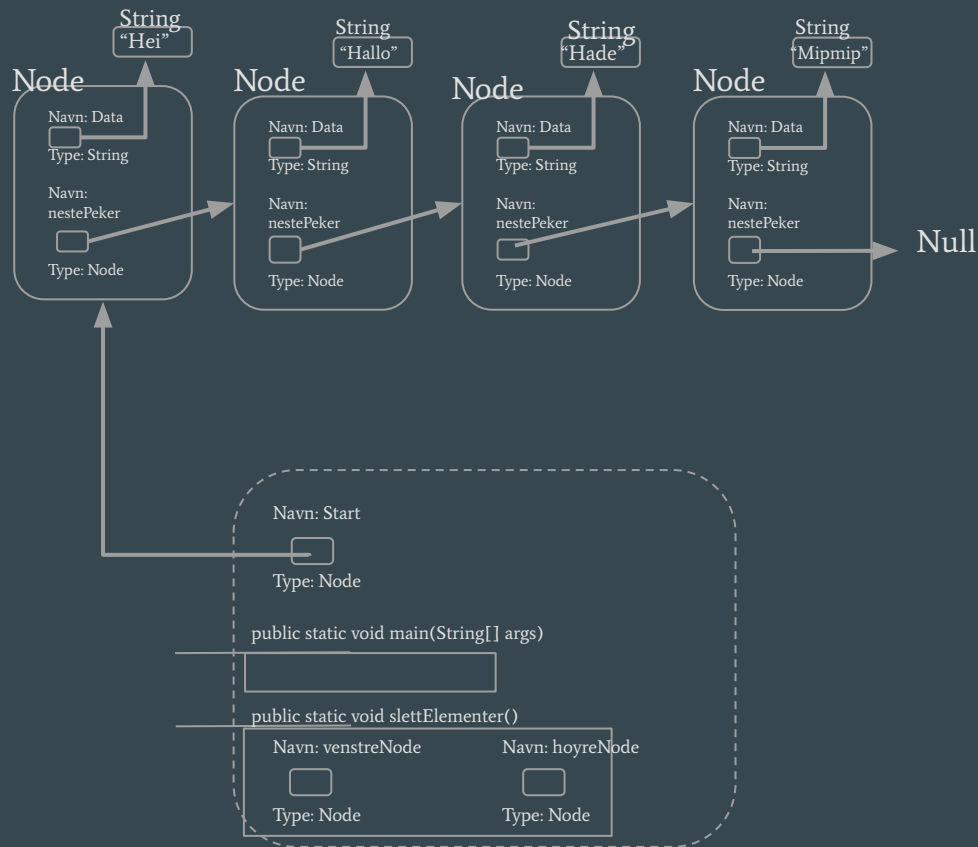 String
“Hei”
Node
Navn: Data
Type: String
Navn:
nestePeker
Type: Node
String
“Hallo”
Node
Navn: Data
Type: String
Navn:
nestePeker
Type: Node
String
“Hade”
Node
Navn: Data
Type: String
Navn:
nestePeker
Type: Node
String
“Mipmip”
Node
Navn: Data
Type: String
Navn:
nestePeker
Type: Node
Null
Navn: Start
Type: Node
public static void main(String[] args)
public static void slettElementer()
Navn: venstreNode
Type: Node
Navn: hoyreNode
Type: Node